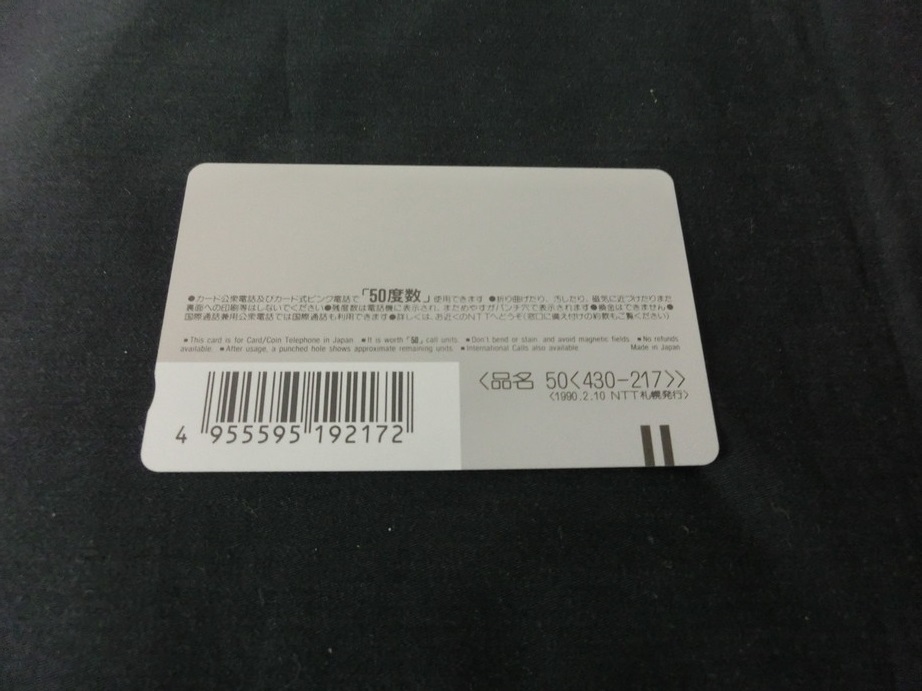 ●カード公衆電話及びカード式ピンク電話で「50度数」使用できます ●折り曲げたり、汚したり、磁気に近づけたりまた
裏面への印刷等はしないでください●残度数は電話機に表示され、まためやすがパンチ穴で表示されます●換金はできません●
国際通話兼用公衆電話では国際通話も利用できます●詳しくは、お近くのNTTへどうぞ(窓口に備え付けの約款もご覧ください)
■This card is for Card/Coin Telephone in Japan. ■It is worth「50」call units. ■Don't bend or stain, and avoid magnetic fields. ■No refunds
available. ■After usage, a punched hole shows approximate remaining units. ■International Calls also available. Made in Japan
4 955595 192172
〈品名 50〈430-217〉〉
〈1990.2.10 NTT札幌発行〉